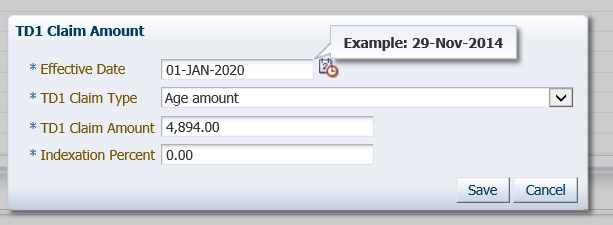 TD1 Claim Amount
Example: 29-Nov-2014
* Effective Date 01-JAN-2020
* TD1 Claim Type Age amount
* TD1 Claim Amount 4,894.00
* Indexation Percent 0.00
Save Cancel